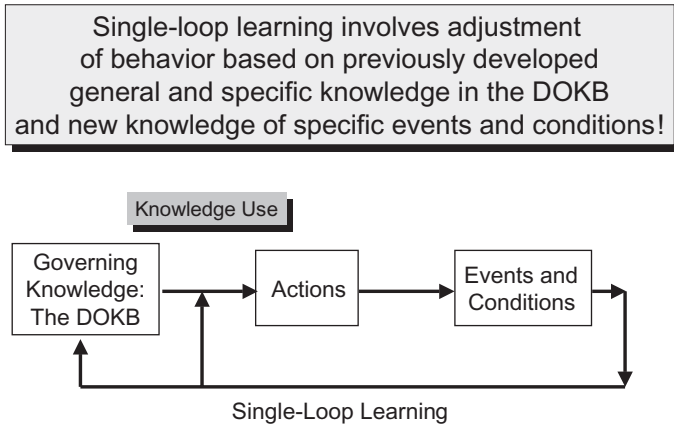 Single-loop learning involves adjustment
of behavior based on previously developed
general and specific knowledge in the DOKB
and new knowledge of specific events and conditions!
Knowledge Use
Governing
Knowledge:
The DOKB
Actions
Events and
Conditions
Single-Loop Learning